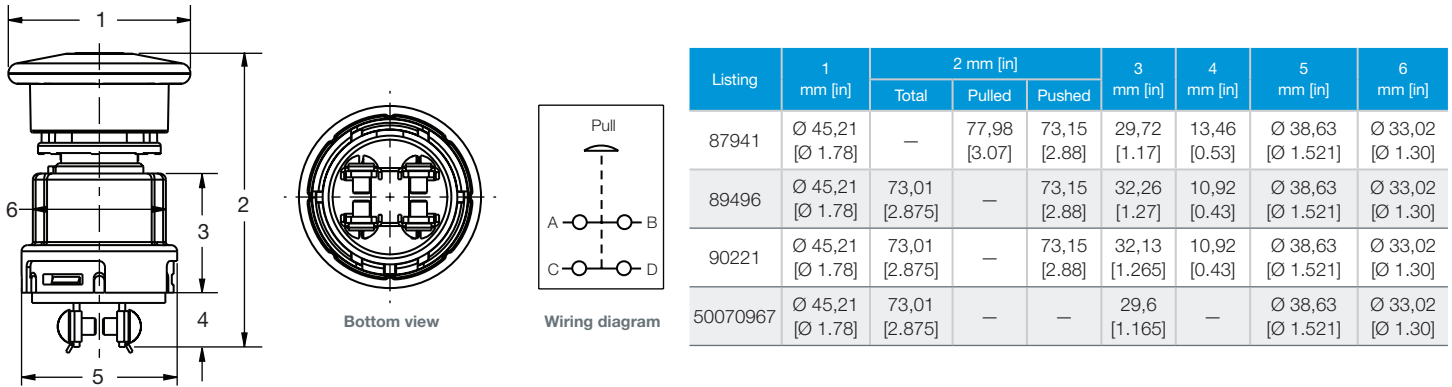 1
2
3
4
5
6
Bottom view
Pull
A
B
C
D
Wiring diagram
Listing 1 mm [in] 2 mm [in] 3 mm [in] 4 mm [in] 5 mm [in] 6 mm [in]
Total Pulled Pushed
87941 Ø 45,21 [Ø 1.78] — 77,98 [3.07] 73,15 [2.88] 29,72 [1.17] 13,46 [0.53] Ø 38,63 [Ø 1.521] Ø 33,02 [Ø 1.30]
89496 Ø 45,21 [Ø 1.78] 73,01 [2.875] — 73,15 [2.88] 32,26 [1.27] 10,92 [0.43] Ø 38,63 [Ø 1.521] Ø 33,02 [Ø 1.30]
90221 Ø 45,21 [Ø 1.78] 73,01 [2.875] — 73,15 [2.88] 32,13 [1.265] 10,92 [0.43] Ø 38,63 [Ø 1.521] Ø 33,02 [Ø 1.30]
50070967 Ø 45,21 [Ø 1.78] 73,01 [2.875] — — 29,6 [1.165] — Ø 38,63 [Ø 1.521] Ø 33,02 [Ø 1.30]